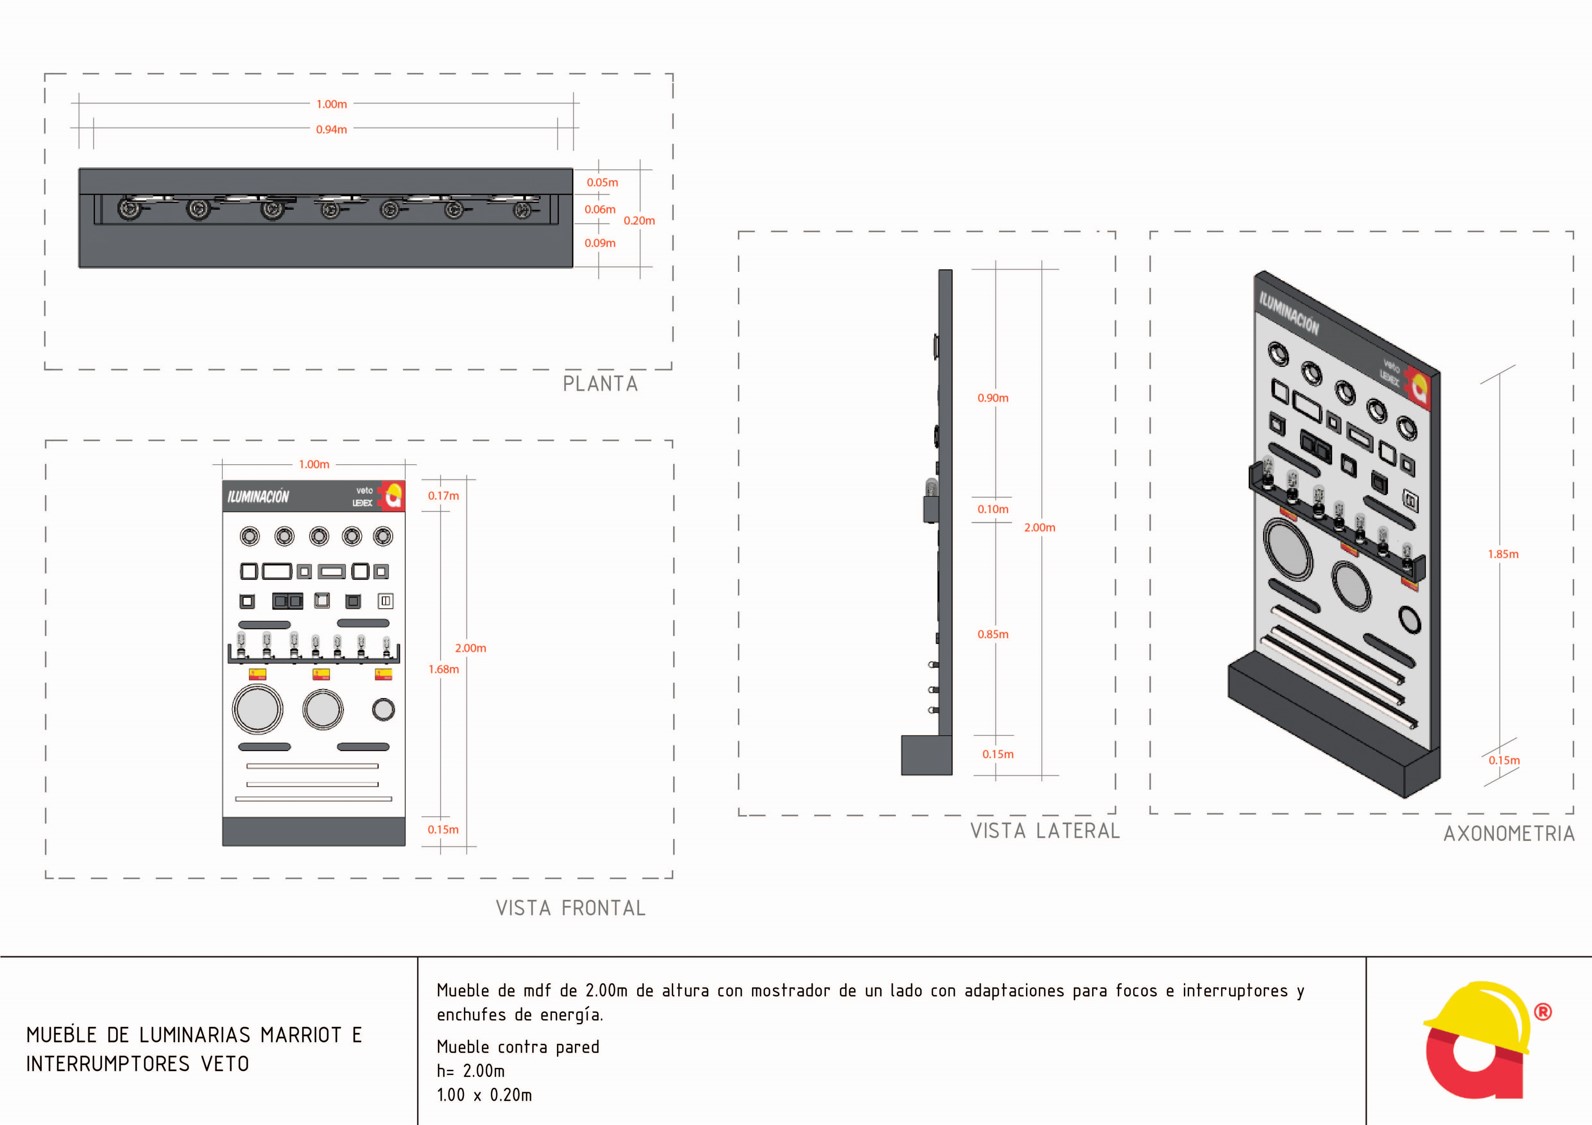 1.00m
0.94m
0.05m
0.06m
0.20m
0.09m
PLANTA
1.00m
ILUMINACIÓN
veto
LEDEX
0.17m
2.00m
1.68m
0.15m
VISTA FRONTAL
0.90m
0.10m
2.00m
0.85m
0.15m
VISTA LATERAL
ILUMINACIÓN
veto
LEDEX
1.85m
0.15m
AXONOMETRIA
MUEBLE DE LUMINARIAS MARRIOT E
INTERRUMPTORES VETO
Mueble de mdf de 2.00m de altura con mostrador de un lado con adaptaciones para focos e interruptores y
enchufes de energía.
Mueble contra pared
h= 2.00m
1.00 x 0.20m
®